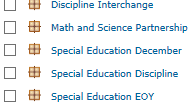 Discipline Interchange
Math and Science Partnership
Special Education December
Special Education Discipline
Special Education EOY